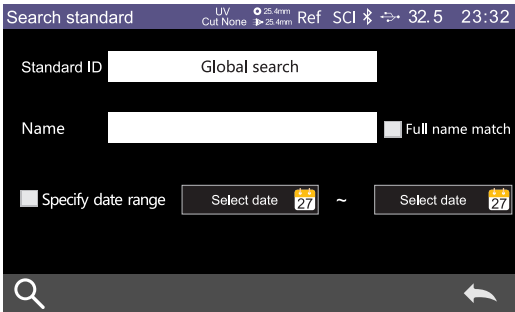 Search standard UV Cut None 25.4mm 25.4mm Ref SCI 32.5 23:32
Standard ID Global search
Name Full name match
Specify date range Select date 27 ~ Select date 27